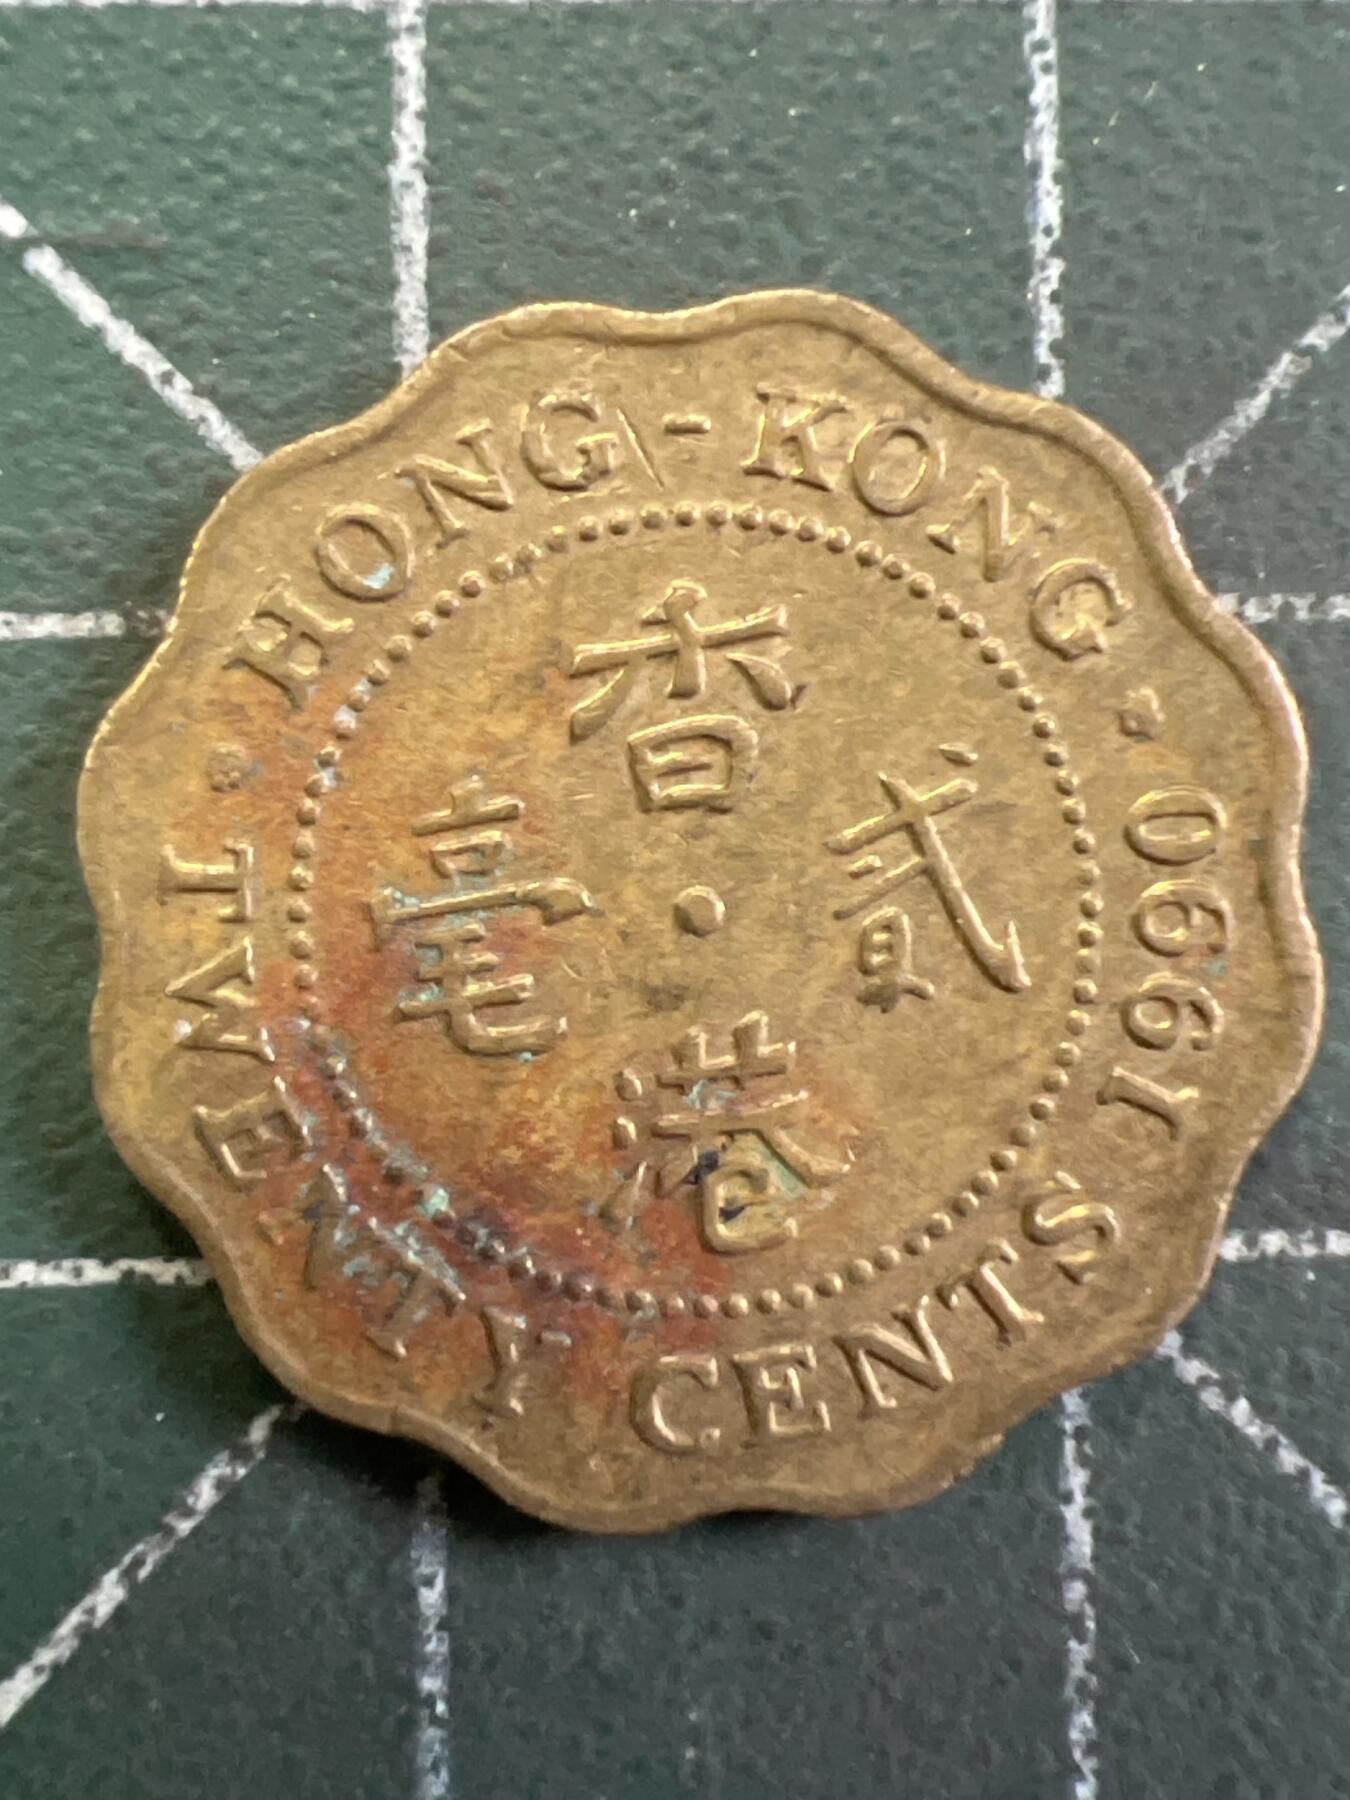 HONG-KONG
TWENTY CENTS 1990
香港
貳毫